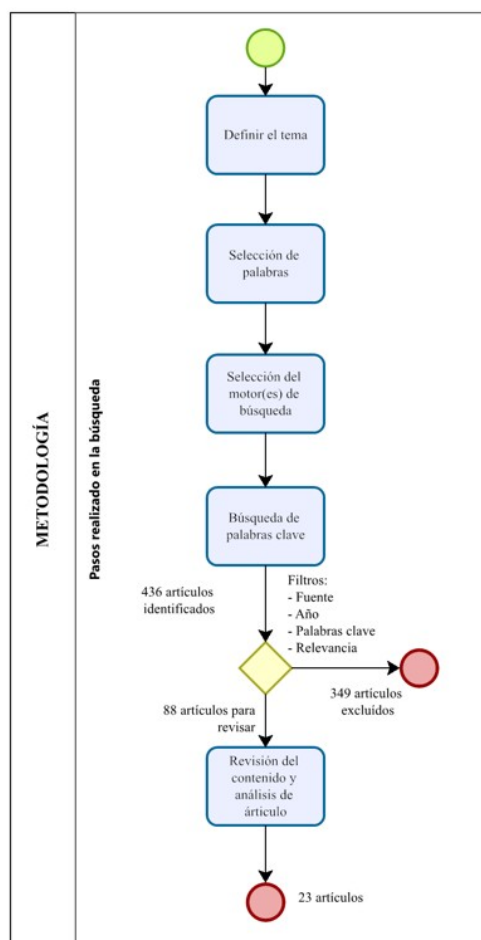 METODOLOGÍA
Pasos realizado en la búsqueda
Definir el tema
Selección de
palabras
Selección del
motor(es) de
búsqueda
Búsqueda de
palabras clave
436 artículos
identificados
Filtros:
- Fuente
- Año
- Palabras clave
- Relevancia
349 artículos
excluídos
88 artículos para
revisar
Revisión del
contenido y
análisis de
árticulo
23 artículos